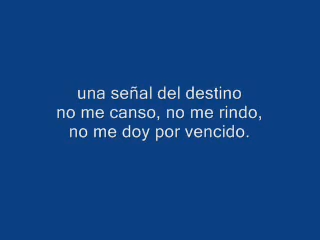 una señal del destino
no me canso, no me rindo,
no me doy por vencido.